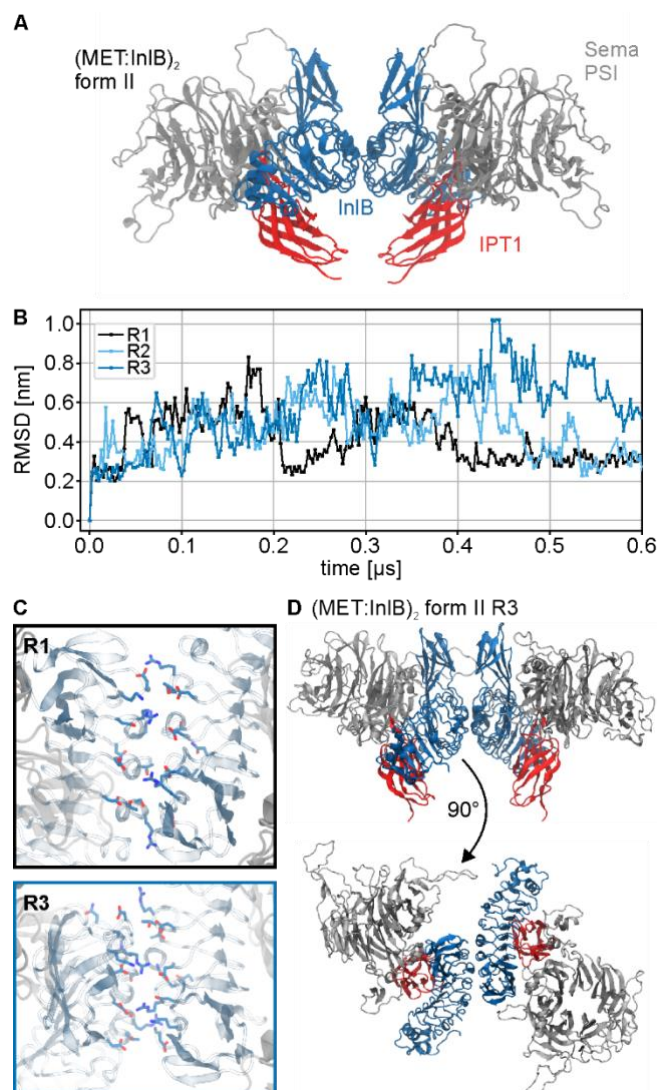 A
(MET:InlB)₂
form II
Sema
PSI
InlB
IPT1
B
R1
R2
R3
RMSD [nm]
1.0
0.8
0.6
0.4
0.2
0.0
0.0 0.1 0.2 0.3 0.4 0.5 0.6
time [µs]
C
R1
R3
D (MET:InlB)₂ form II R3
90°